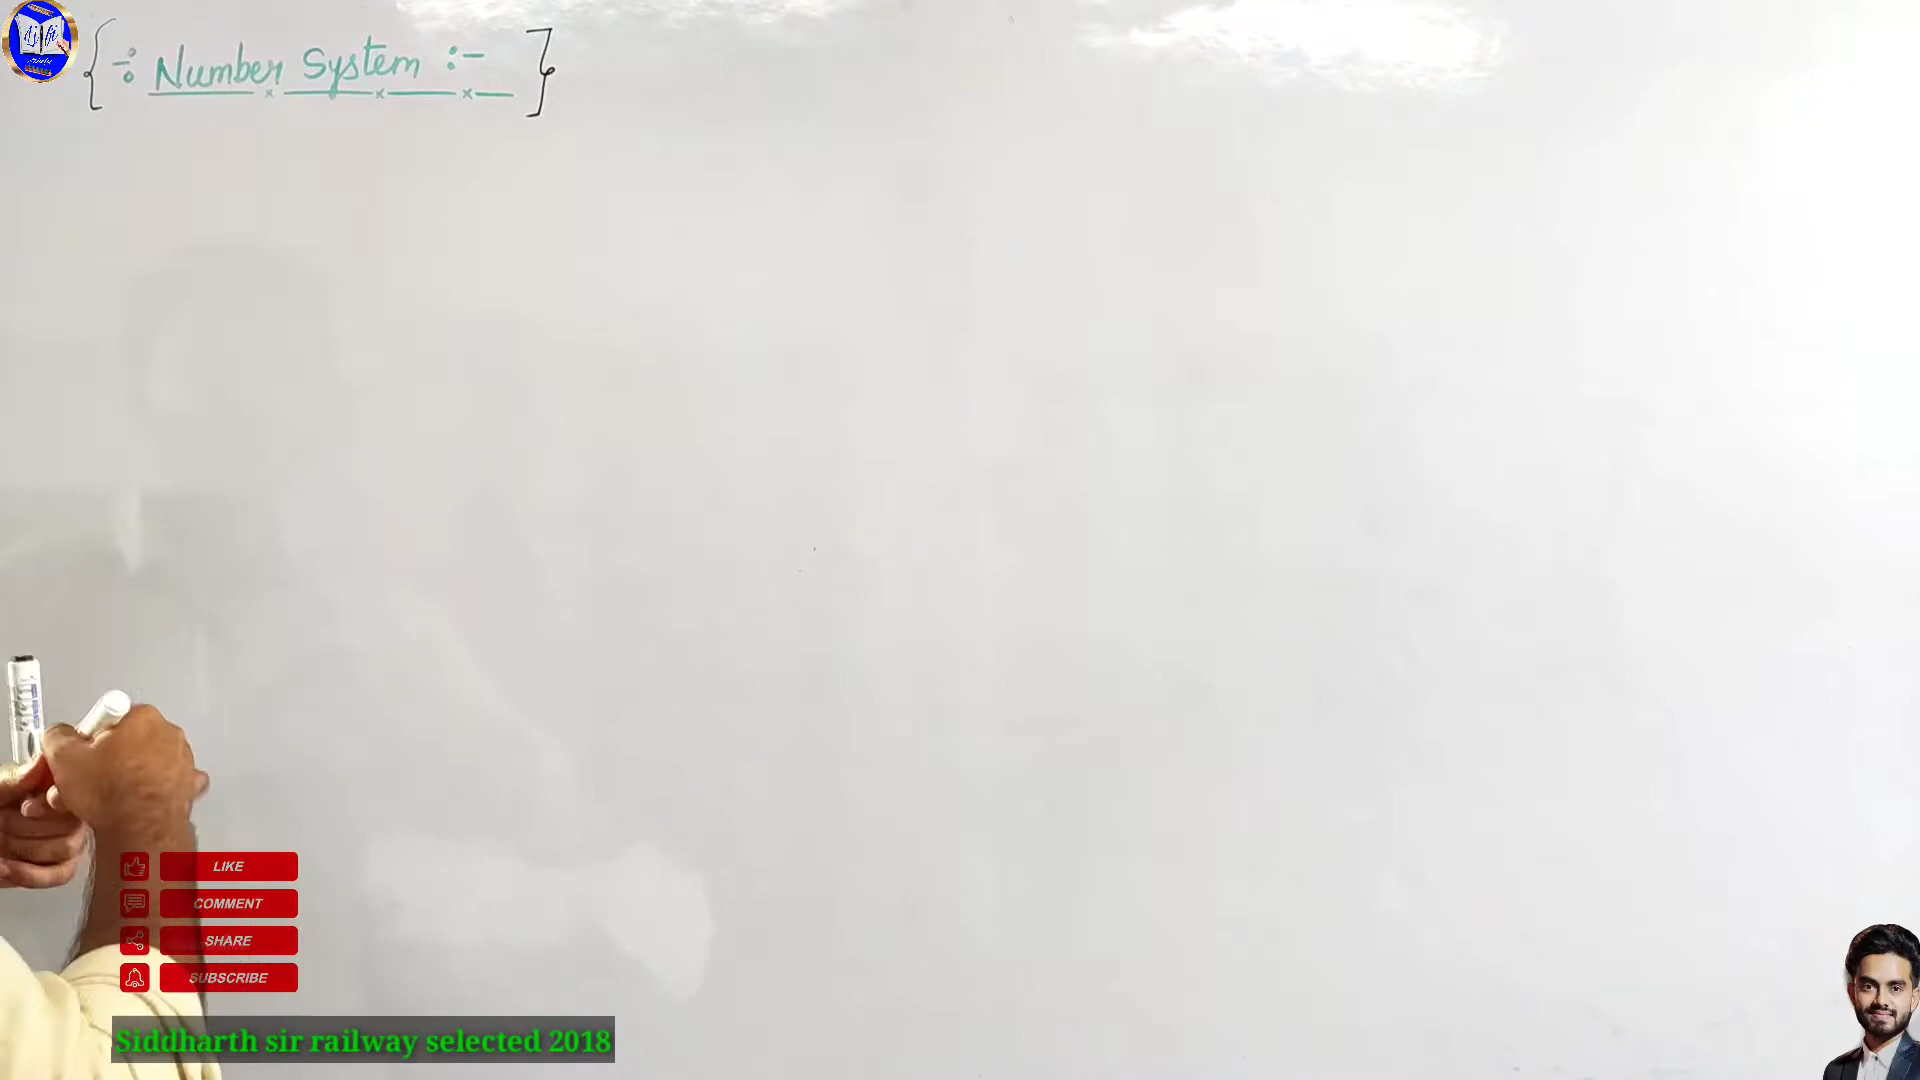 { ÷ Number System :- }
LIKE
COMMENT
SHARE
SUBSCRIBE
Siddharth sir railway selected 2018